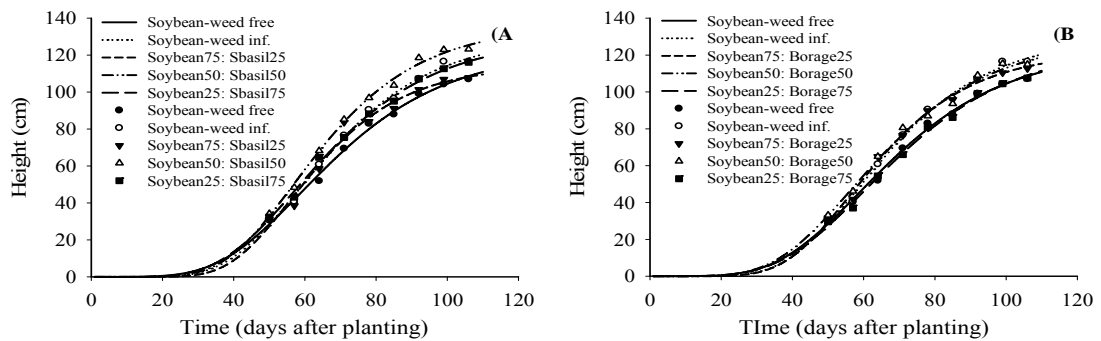 (A
Height (cm)
140
120
100
80
60
40
20
0
Soybean-weed free
Soybean-weed inf.
Soybean75: Sbasil25
Soybean50: Sbasil50
Soybean25: Sbasil75
Soybean-weed free
Soybean-weed inf.
Soybean75: Sbasil25
Soybean50: Sbasil50
Soybean25: Sbasil75
0 20 40 60 80 100 120
Time (days after planting)
(B
Height (cm)
140
120
100
80
60
40
20
0
Soybean-weed free
Soybean-weed inf.
Soybean75: Borage25
Soybean50: Borage50
Soybean25: Borage75
Soybean-weed free
Soybean-weed inf.
Soybean75: Borage25
Soybean50: Borage50
Soybean25: Borage75
0 20 40 60 80 100 120
TIme (days after planting)